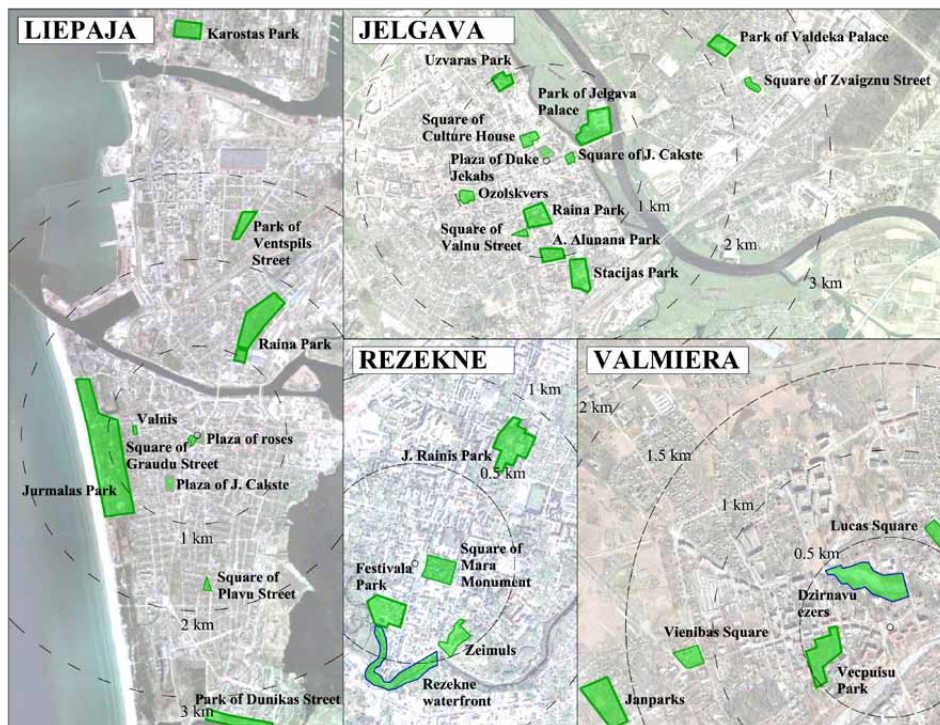 LIEPAJA
Karostas Park
Park of
Ventspils
Street
Raina Park
Valnis
Plaza of roses
Square of
Graudu Street
Jurmalas Park
Plaza of J. Cakste
1 km
Square of
Plavu Street
2 km
Park of Dunikas Street
3 km
JELGAVA
Park of Valdeka Palace
Uzvaras Park
Square of Zvaigznu Street
Park of Jelgava
Palace
Square of
Culture House
Plaza of Duke
Jekabs
Square of J. Cakste
Ozolskvers
Raina Park
1 km
Square of
Valnu Street
A. Alunana Park
2 km
Stacijas Park
3 km
REZEKNE
1 km
J. Rainis Park
0.5 km
Square of
Mara
Monument
Festivala
Park
Zeimuls
Rezekne
waterfront
VALMIERA
2 km
1.5 km
1 km
Lucas Square
0.5 km
Dzirnavu
ezers
Vienibas Square
Vecpuisu
Park
Janparks